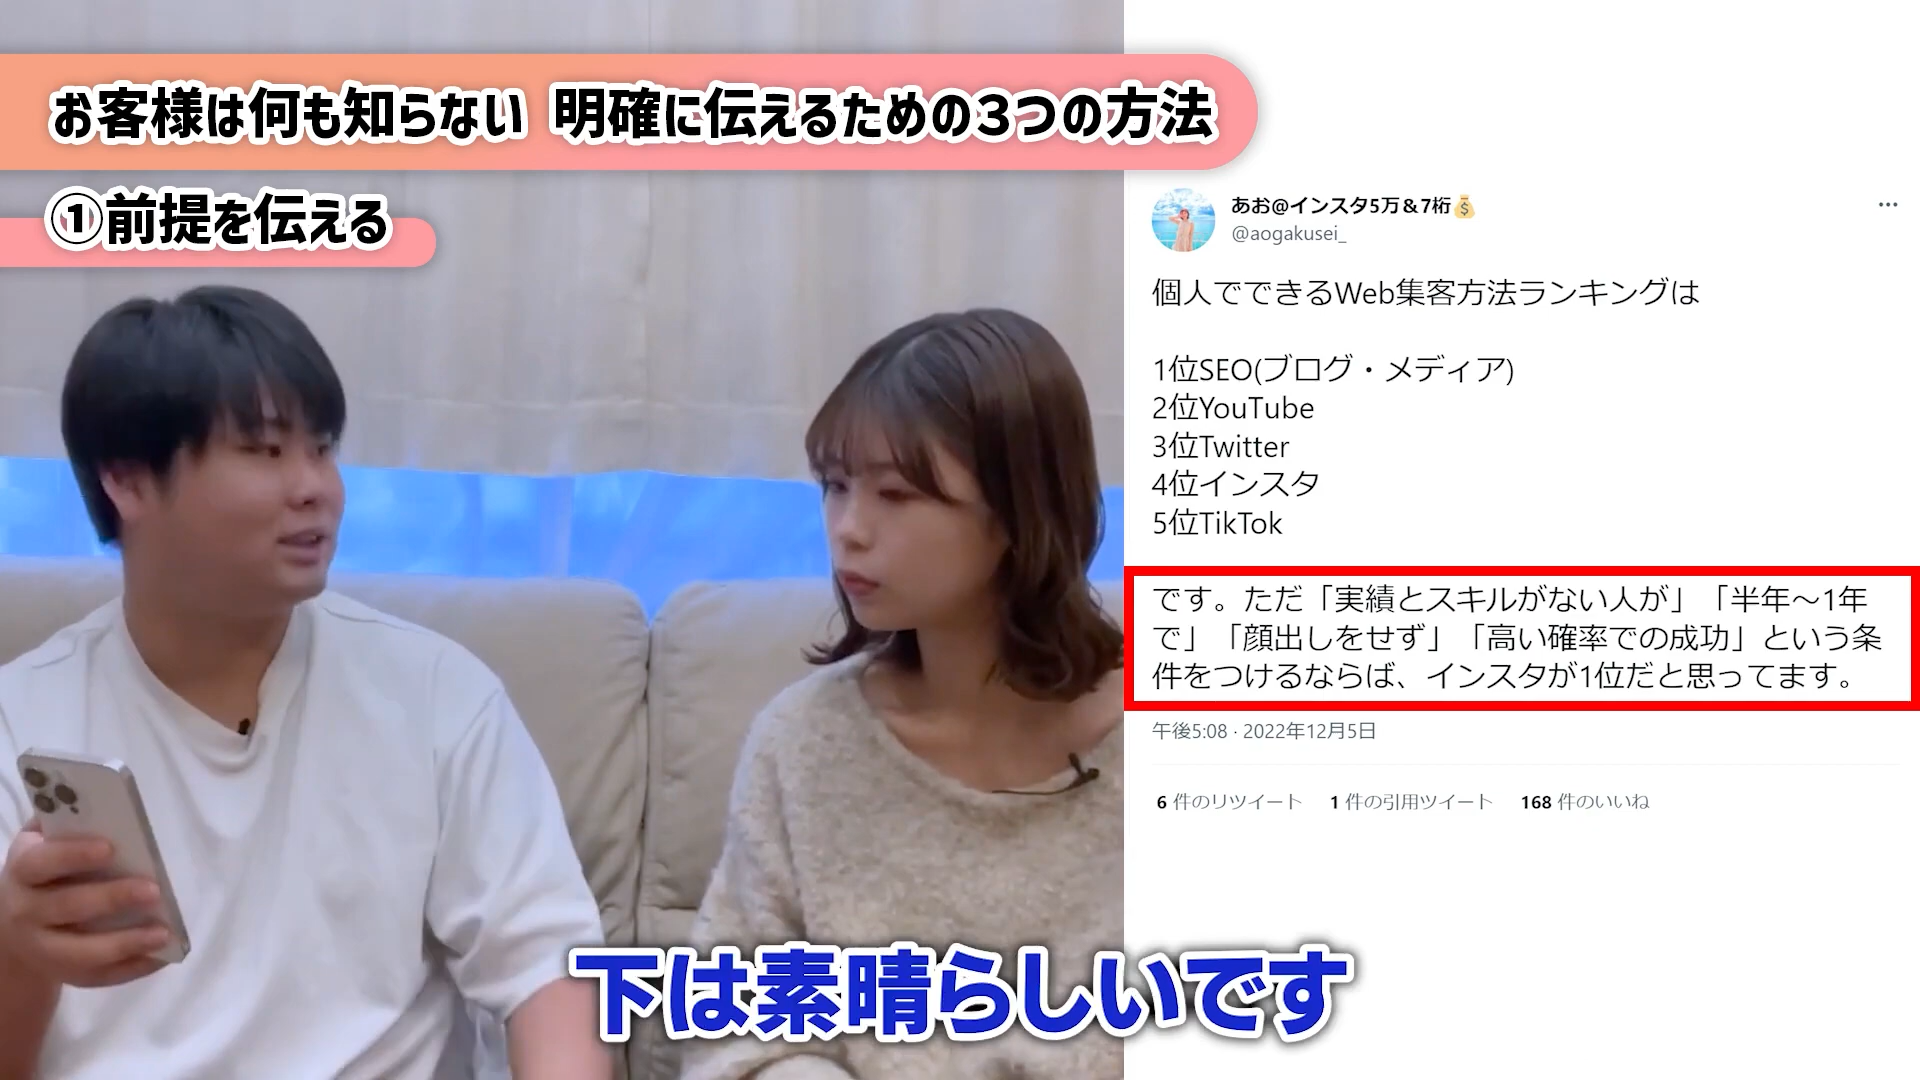 お客様は何も知らない 明確に伝えるための3つの方法
①前提を伝える
あお@インスタ5万&7桁💰
@aogakusei_
個人でできるWeb集客方法ランキングは
1位SEO(ブログ・メディア)
2位YouTube
3位Twitter
4位インスタ
5位TikTok
です。ただ「実績とスキルがない人が」「半年～1年
で」「顔出しをせず」「高い確率での成功」という条
件をつけるならば、インスタが1位だと思ってます。
午後5:08 · 2022年12月5日
6 件のリツイート 1 件の引用ツイート 168 件のいいね
下は素晴らしいです